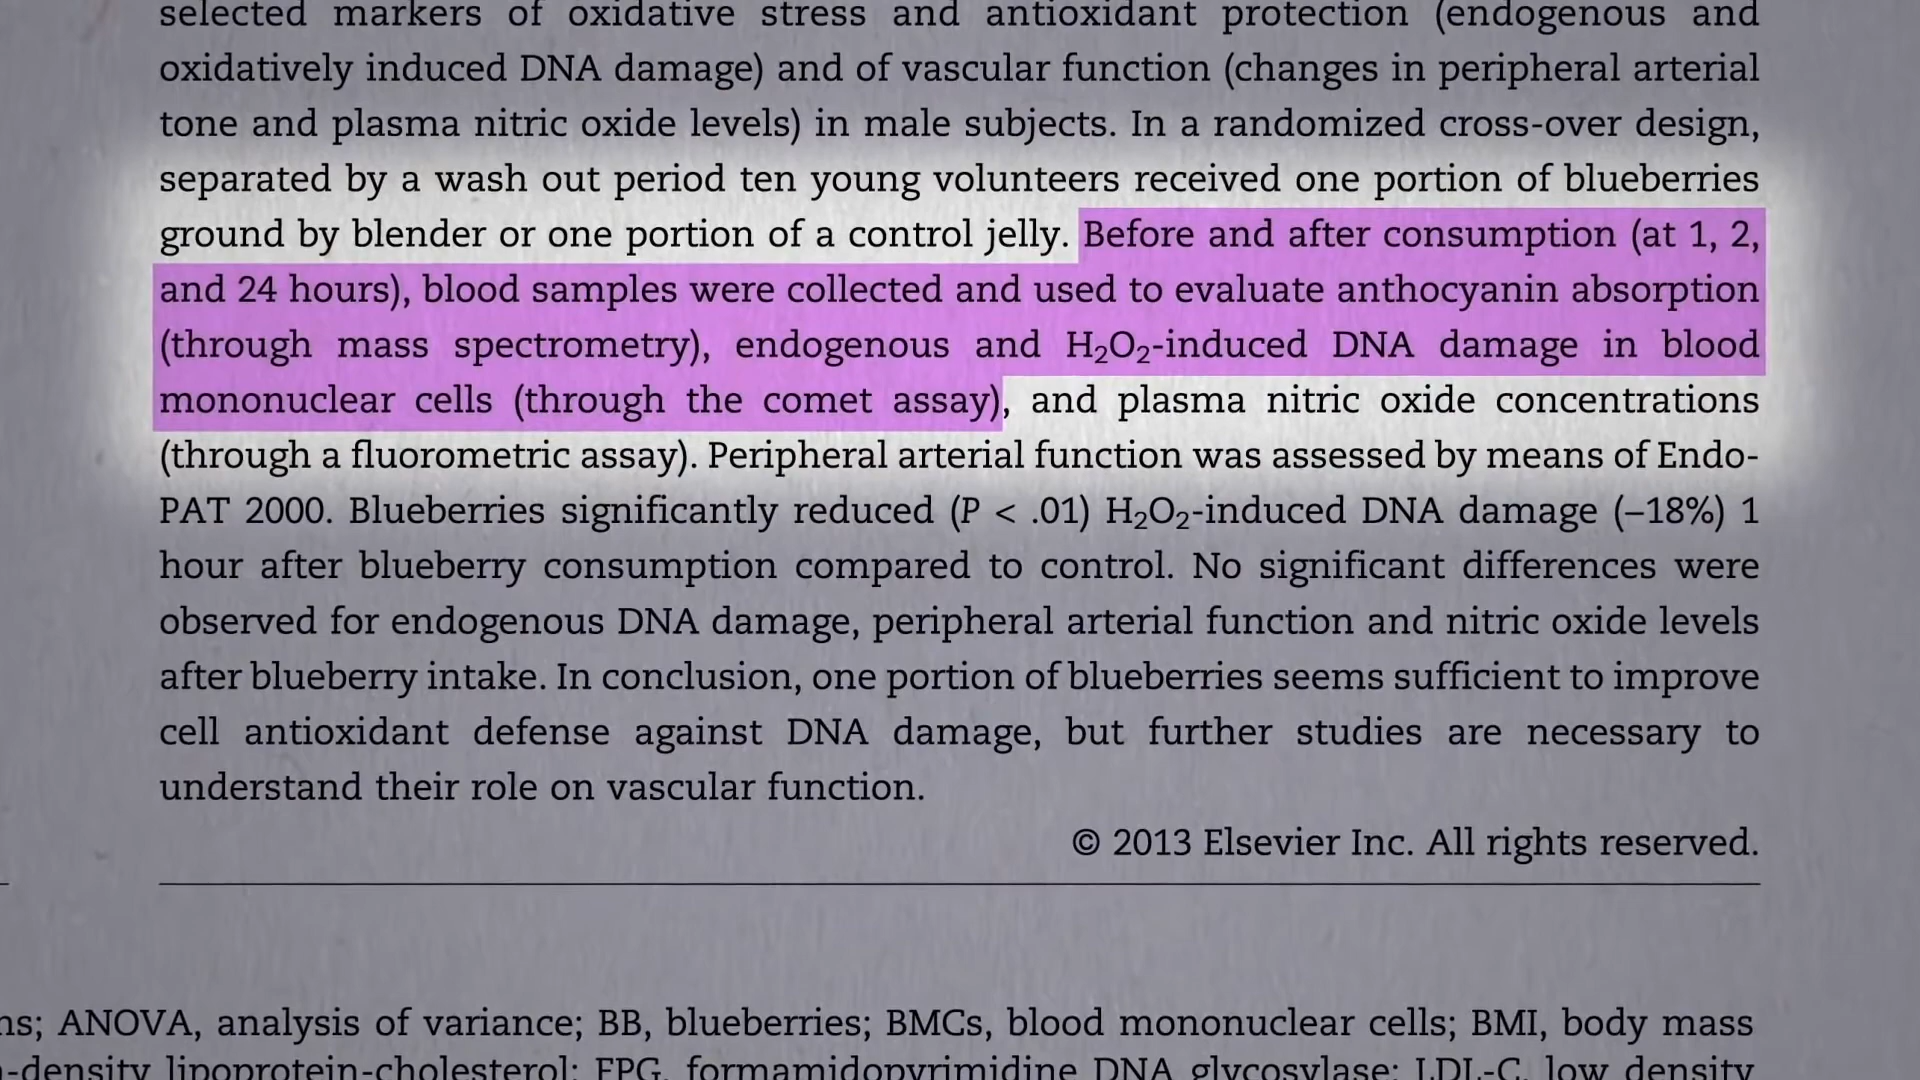 selected markers of oxidative stress and antioxidant protection (endogenous and
oxidatively induced DNA damage) and of vascular function (changes in peripheral arterial
tone and plasma nitric oxide levels) in male subjects. In a randomized cross-over design,
separated by a wash out period ten young volunteers received one portion of blueberries
ground by blender or one portion of a control jelly. Before and after consumption (at 1, 2,
and 24 hours), blood samples were collected and used to evaluate anthocyanin absorption
(through mass spectrometry), endogenous and H₂O₂-induced DNA damage in blood
mononuclear cells (through the comet assay), and plasma nitric oxide concentrations
(through a fluorometric assay). Peripheral arterial function was assessed by means of Endo-
PAT 2000. Blueberries significantly reduced (P < .01) H₂O₂-induced DNA damage (−18%) 1
hour after blueberry consumption compared to control. No significant differences were
observed for endogenous DNA damage, peripheral arterial function and nitric oxide levels
after blueberry intake. In conclusion, one portion of blueberries seems sufficient to improve
cell antioxidant defense against DNA damage, but further studies are necessary to
understand their role on vascular function.
© 2013 Elsevier Inc. All rights reserved.
ns; ANOVA, analysis of variance; BB, blueberries; BMCs, blood mononuclear cells; BMI, body mass
-density lipoprotein-cholesterol; FPG, formamidopyrimidine DNA glycosylase; LDL-C, low density